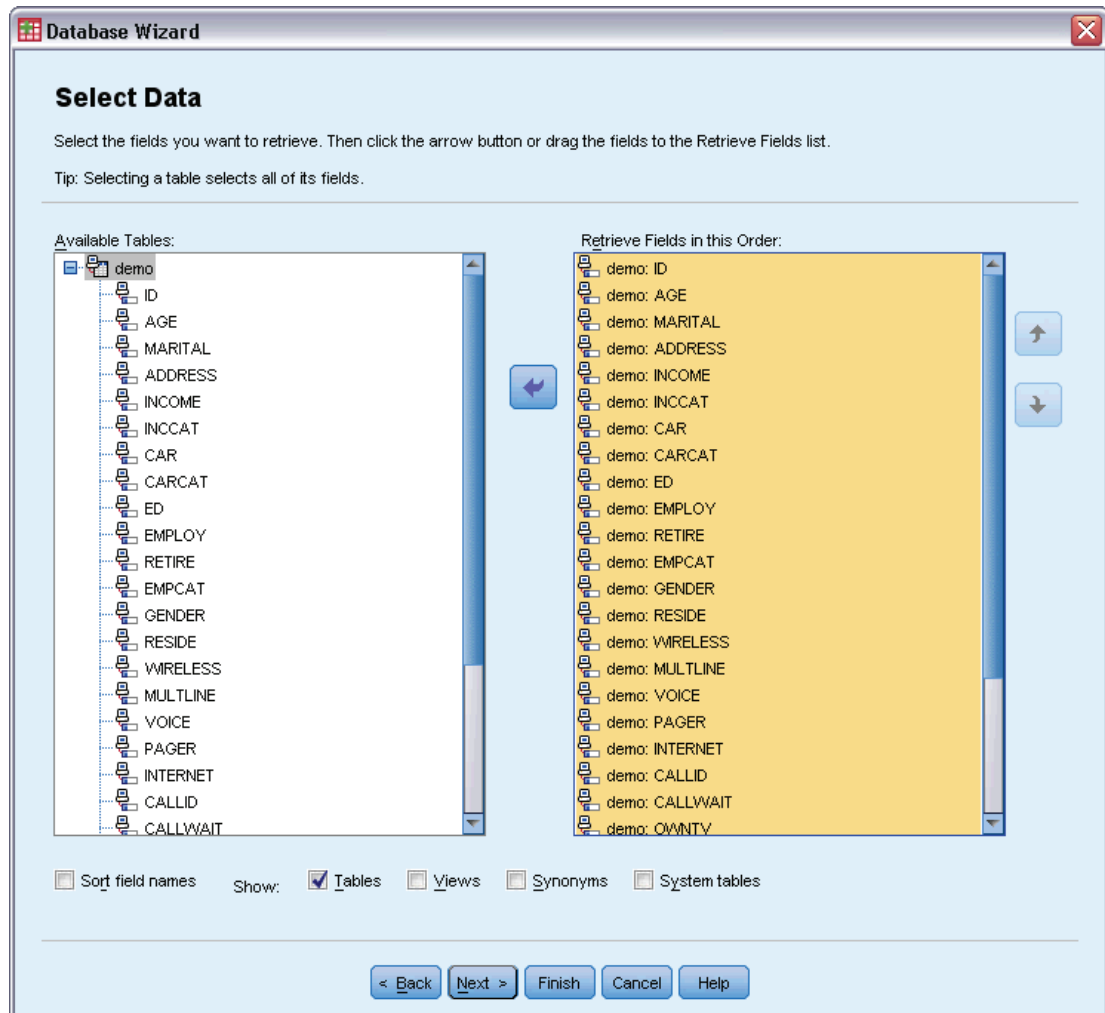 Database Wizard
Select Data
Select the fields you want to retrieve. Then click the arrow button or drag the fields to the Retrieve Fields list.
Tip: Selecting a table selects all of its fields.
Available Tables:
demo
ID
AGE
MARITAL
ADDRESS
INCOME
INCCAT
CAR
CARCAT
ED
EMPLOY
RETIRE
EMPCAT
GENDER
RESIDE
WIRELESS
MULTLINE
VOICE
PAGER
INTERNET
CALLID
CALLWAIT
Retrieve Fields in this Order:
demo: ID
demo: AGE
demo: MARITAL
demo: ADDRESS
demo: INCOME
demo: INCCAT
demo: CAR
demo: CARCAT
demo: ED
demo: EMPLOY
demo: RETIRE
demo: EMPCAT
demo: GENDER
demo: RESIDE
demo: WIRELESS
demo: MULTLINE
demo: VOICE
demo: PAGER
demo: INTERNET
demo: CALLID
demo: CALLWAIT
demo: OWNTV
Sort field names Show: Tables Views Synonyms System tables
< Back Next > Finish Cancel Help